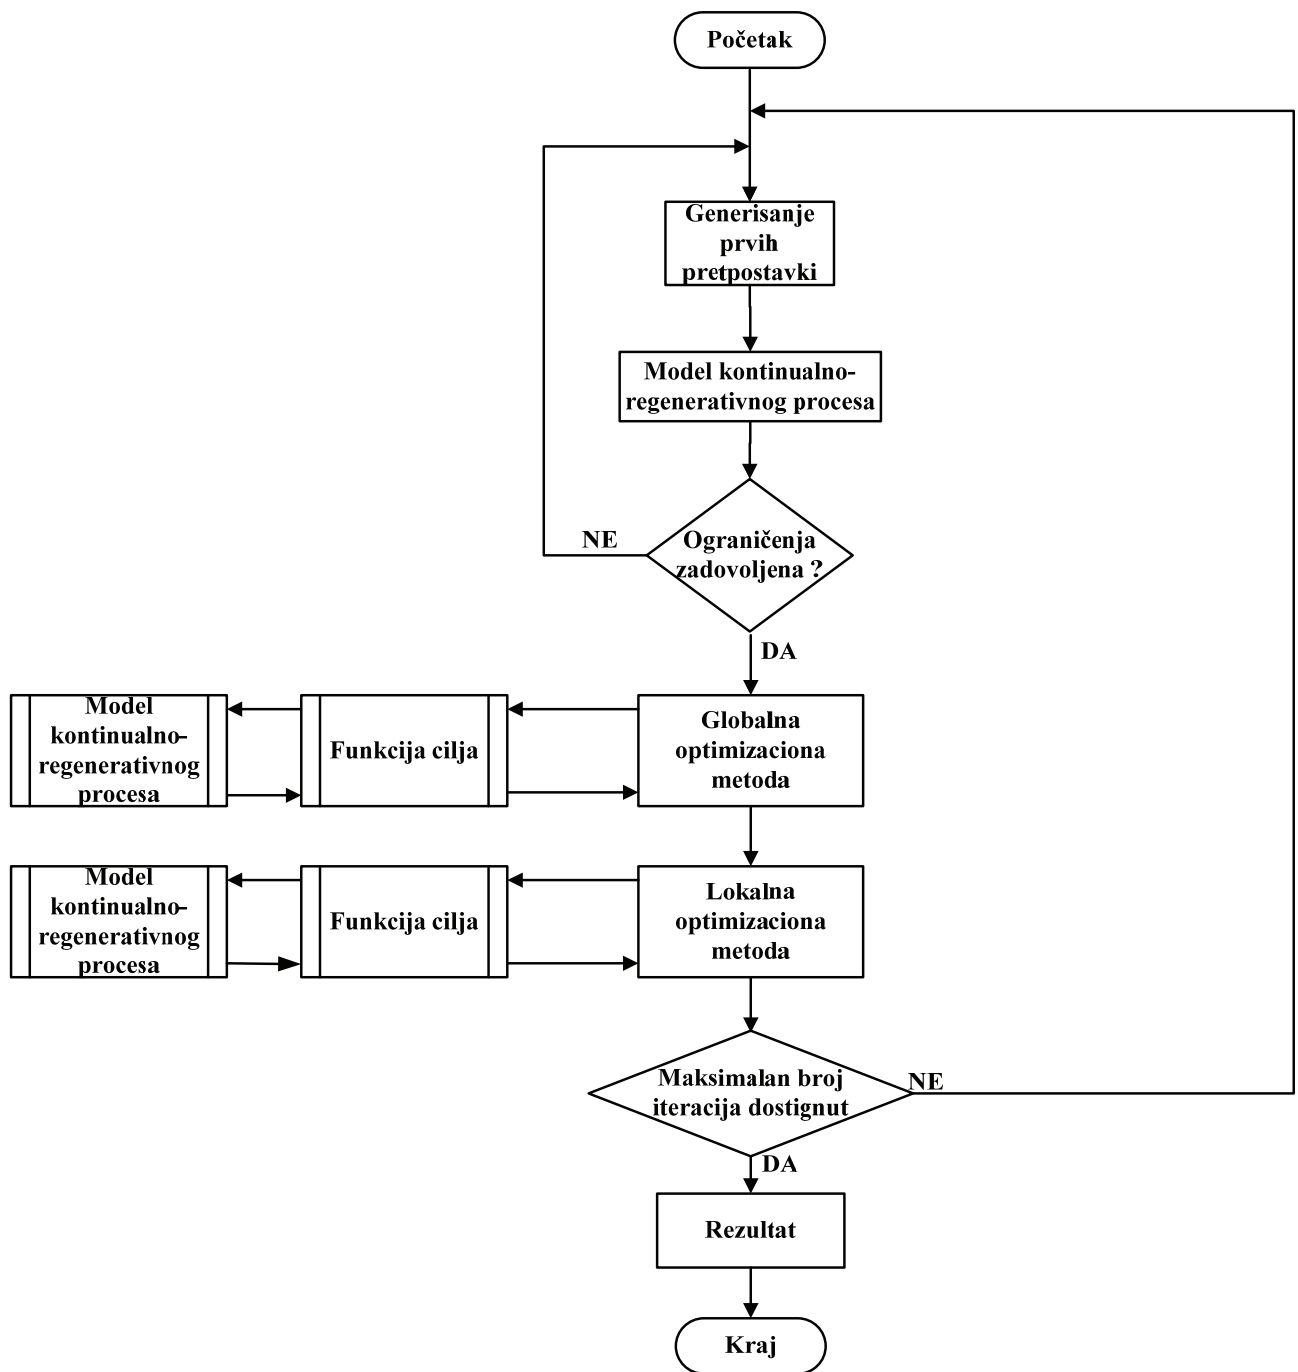 Početak
Generisanje
prvih
pretpostavki
Model kontinualno-
regenerativnog procesa
Ograničenja
zadovoljena ?
NE
DA
Model
kontinualno-
regenerativnog
procesa
Funkcija cilja
Globalna
optimizaciona
metoda
Model
kontinualno-
regenerativnog
procesa
Funkcija cilja
Lokalna
optimizaciona
metoda
Maksimalan broj
iteracija dostignut
NE
DA
Rezultat
Kraj